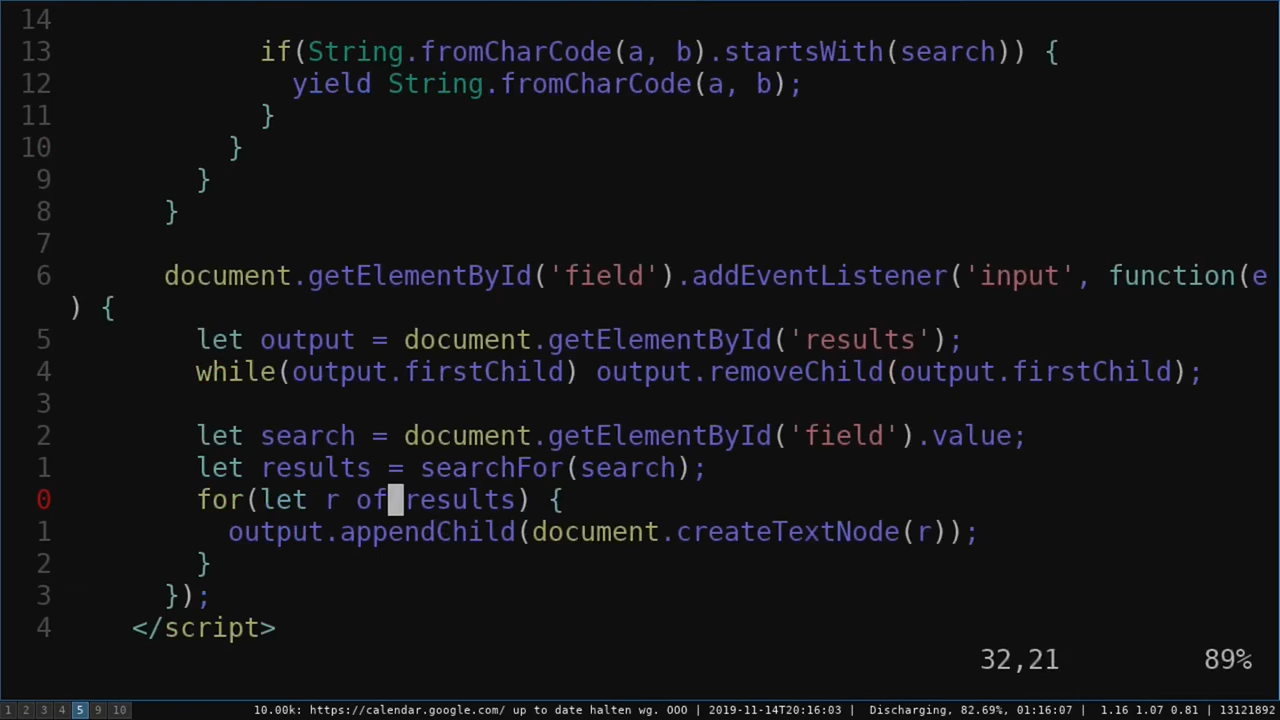 14
13 if(String.fromCharCode(a, b).startsWith(search)) {
12 yield String.fromCharCode(a, b);
11 }
10 }
9 }
8 }
7
6 document.getElementById('field').addEventListener('input', function(e
) {
5 let output = document.getElementById('results');
4 while(output.firstChild) output.removeChild(output.firstChild);
3
2 let search = document.getElementById('field').value;
1 let results = searchFor(search);
0 for(let r of results) {
1 output.appendChild(document.createTextNode(r));
2 }
3 });
4 </script>
32,21 89%
1 2 3 4 5 9 10 10.00k: https://calendar.google.com/ up to date halten wg. OOO | 2019-11-14T20:16:03 | Discharging, 82.69%, 01:16:07 | 1.16 1.07 0.81 | 13121892